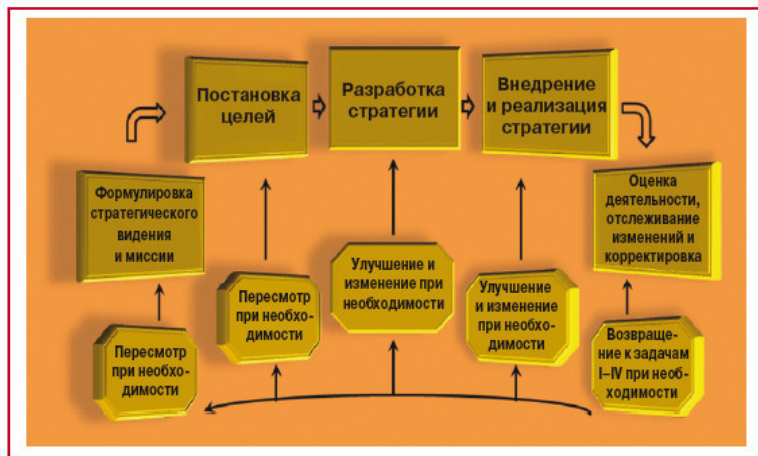 Формулировка
стратегического
видения
и миссии
Постановка
целей
Разработка
стратегии
Внедрение
и реализация
стратегии
Оценка
деятельности,
отслеживание
изменений и
корректировка
Пересмотр
при необхо-
димости
Пересмотр
при необхо-
димости
Улучшение и
изменение при
необходимости
Улучшение
и изменение
при необхо-
димости
Возвраще-
ние к задачам
I–IV при необ-
ходимости